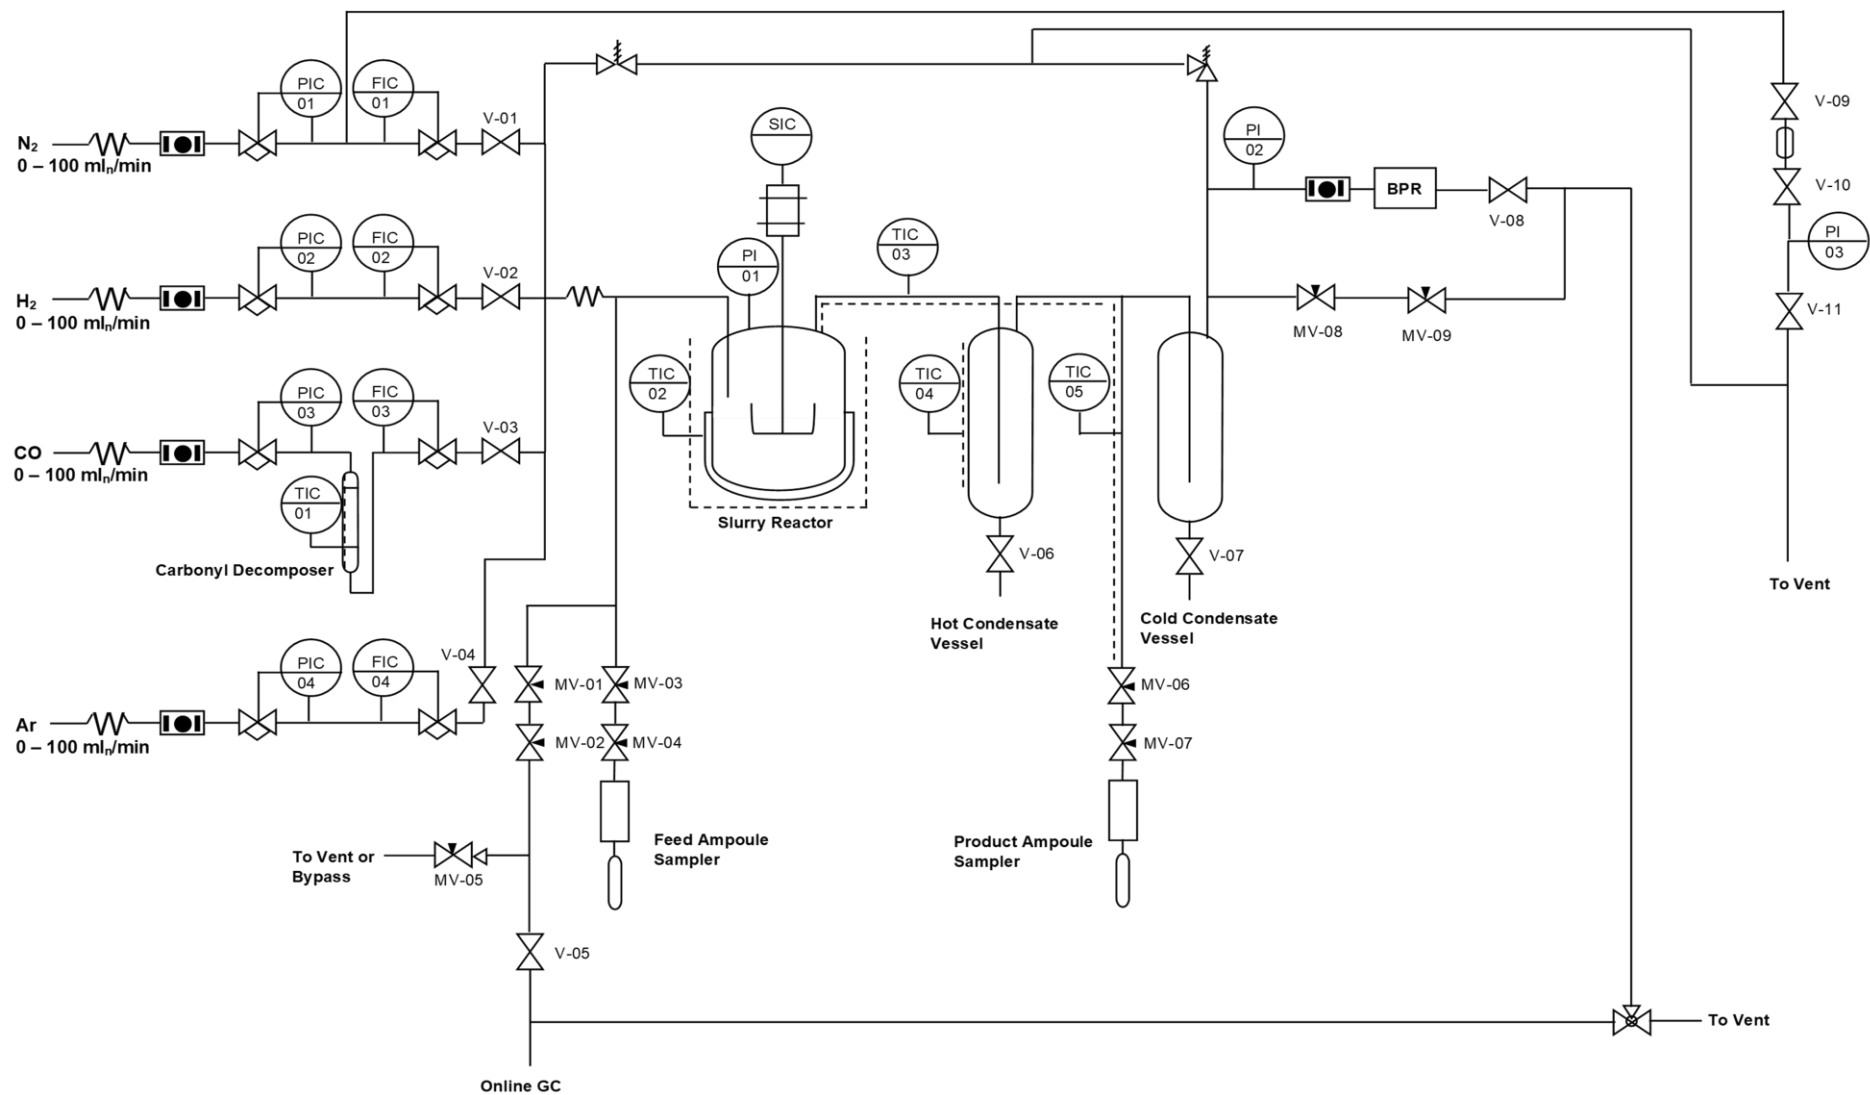 PIC
01
FIC
01
V-01
N₂
0 – 100 mlₙ/min
SIC
PI
02
BPR
V-08
V-09
V-10
PI
03
V-11
PIC
02
FIC
02
V-02
H₂
0 – 100 mlₙ/min
PI
01
TIC
03
MV-08
MV-09
PIC
03
FIC
03
V-03
CO
0 – 100 mlₙ/min
TIC
01
Carbonyl Decomposer
TIC
02
Slurry Reactor
TIC
04
TIC
05
V-06
V-07
Hot Condensate
Vessel
Cold Condensate
Vessel
To Vent
PIC
04
FIC
04
V-04
Ar
0 – 100 mlₙ/min
MV-01
MV-03
MV-02
MV-04
MV-06
MV-07
Feed Ampoule
Sampler
Product Ampoule
Sampler
To Vent or
Bypass
MV-05
V-05
To Vent
Online GC